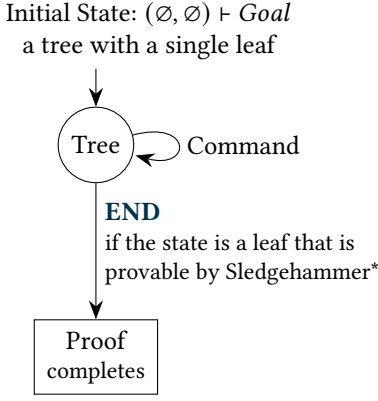 Initial State: (∅, ∅) ⊢ Goal
a tree with a single leaf
Tree
Command
END
if the state is a leaf that is
provable by Sledgehammer*
Proof
completes